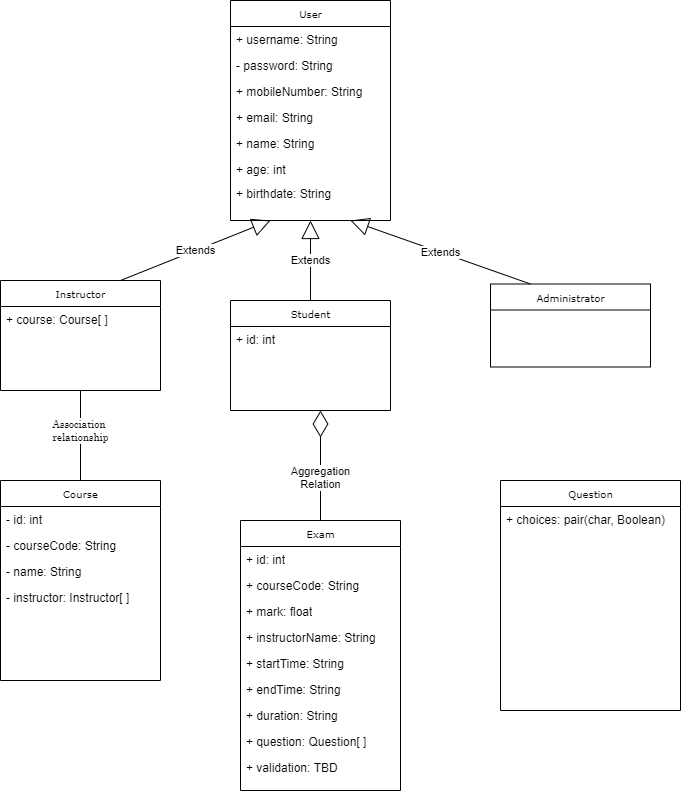 User
+ username: String
- password: String
+ mobileNumber: String
+ email: String
+ name: String
+ age: int
+ birthdate: String
Extends
Extends
Extends
Instructor
+ course: Course[ ]
Student
+ id: int
Administrator
Association
relationship
Aggregation
Relation
Course
- id: int
- courseCode: String
- name: String
- instructor: Instructor[ ]
Exam
+ id: int
+ courseCode: String
+ mark: float
+ instructorName: String
+ startTime: String
+ endTime: String
+ duration: String
+ question: Question[ ]
+ validation: TBD
Question
+ choices: pair(char, Boolean)